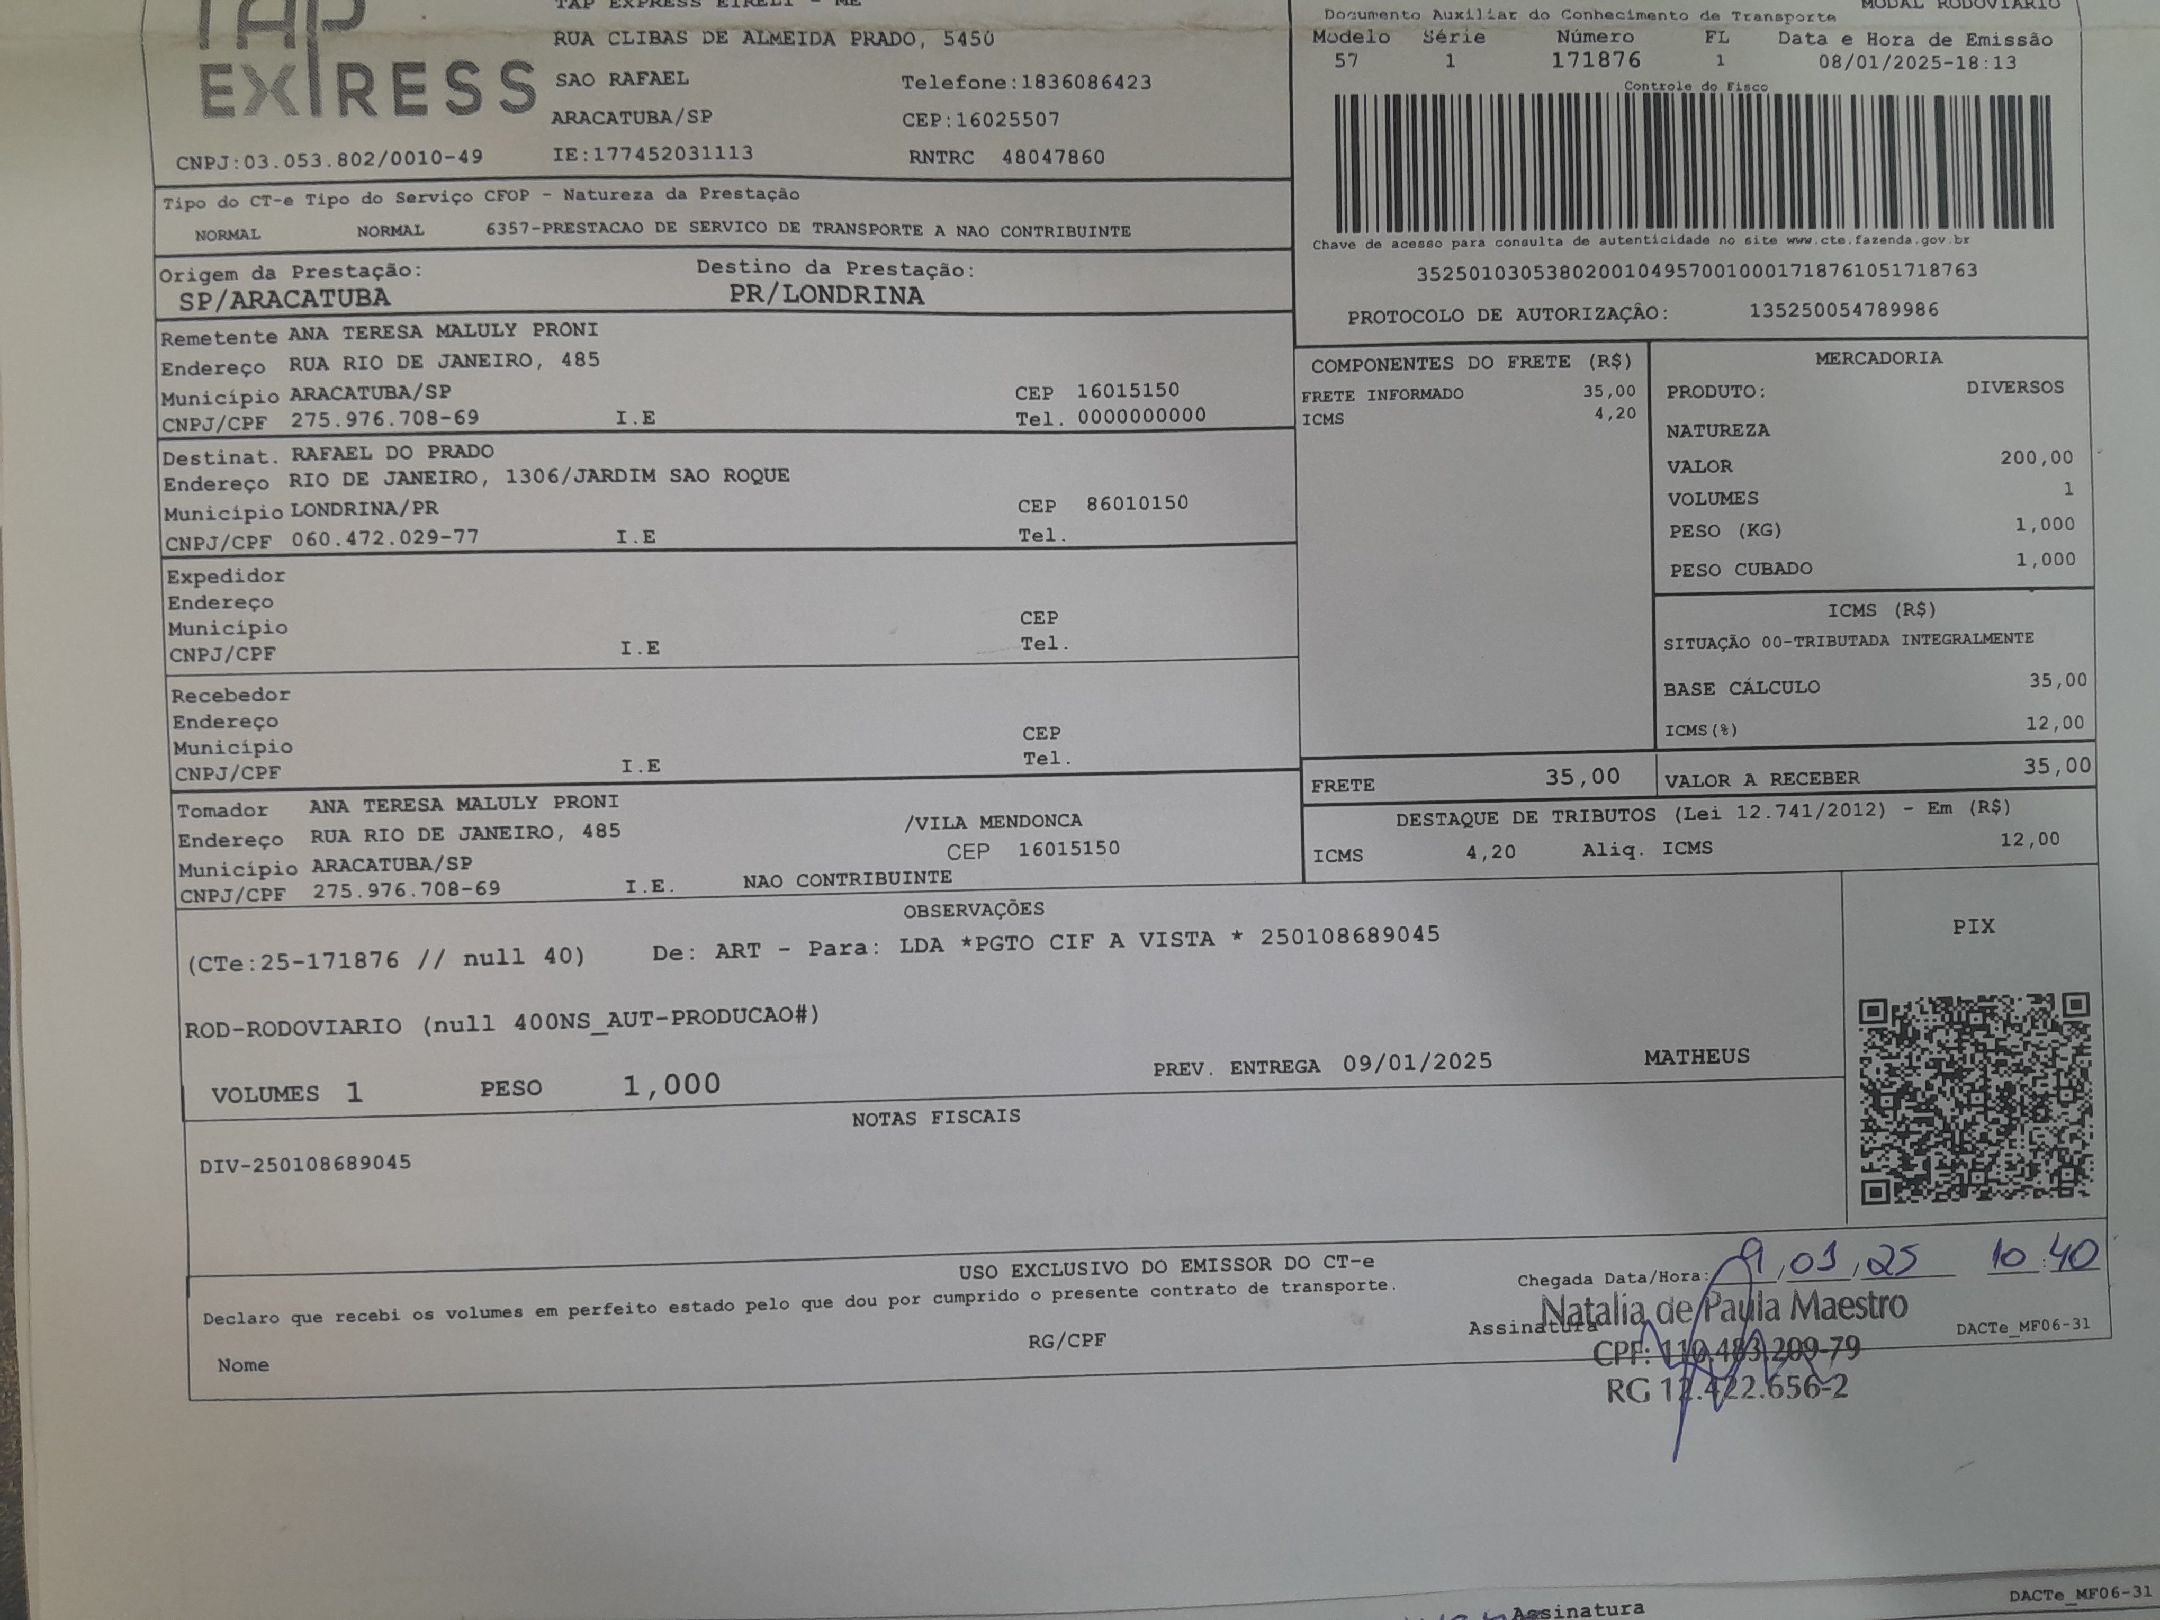 TAP
EXPRESS
TAP EXPRESS EIRELI - ME
RUA CLIBAS DE ALMEIDA PRADO, 5450
SAO RAFAEL Telefone:1836086423
ARACATUBA/SP CEP:16025507
CNPJ:03.053.802/0010-49 IE:177452031113 RNTRC 48047860
MODAL RODOVIARIO
Documento Auxiliar do Conhecimento de Transporte
Modelo Série Número FL Data e Hora de Emissão
57 1 171876 1 08/01/2025-18:13
Controle do Fisco
Chave de acesso para consulta de autenticidade no site www.cte.fazenda.gov.br
35250103053802001049570010001718761051718763
PROTOCOLO DE AUTORIZAÇÂO: 135250054789986
Tipo do CT-e Tipo do Serviço CFOP - Natureza da Prestação
NORMAL NORMAL 6357-PRESTACAO DE SERVICO DE TRANSPORTE A NAO CONTRIBUINTE
Origem da Prestação: Destino da Prestação:
SP/ARACATUBA PR/LONDRINA
Remetente ANA TERESA MALULY PRONI
Endereço RUA RIO DE JANEIRO, 485
Município ARACATUBA/SP CEP 16015150
CNPJ/CPF 275.976.708-69 I.E Tel. 0000000000
Destinat. RAFAEL DO PRADO
Endereço RIO DE JANEIRO, 1306/JARDIM SAO ROQUE
Município LONDRINA/PR CEP 86010150
CNPJ/CPF 060.472.029-77 I.E Tel.
Expedidor
Endereço
Município CEP
CNPJ/CPF I.E Tel.
Recebedor
Endereço
Município CEP
CNPJ/CPF I.E Tel.
Tomador ANA TERESA MALULY PRONI
Endereço RUA RIO DE JANEIRO, 485 /VILA MENDONCA
Município ARACATUBA/SP CEP 16015150
CNPJ/CPF 275.976.708-69 I.E. NAO CONTRIBUINTE
COMPONENTES DO FRETE (R$)
FRETE INFORMADO 35,00
ICMS 4,20
MERCADORIA
PRODUTO: DIVERSOS
NATUREZA
VALOR 200,00
VOLUMES 1
PESO (KG) 1,000
PESO CUBADO 1,000
ICMS (R$)
SITUAÇÃO 00-TRIBUTADA INTEGRALMENTE
BASE CÁLCULO 35,00
ICMS(%) 12,00
FRETE 35,00 VALOR A RECEBER 35,00
DESTAQUE DE TRIBUTOS (Lei 12.741/2012) - Em (R$)
ICMS 4,20 Aliq. ICMS 12,00
OBSERVAÇÕES
(CTe:25-171876 // null 40) De: ART - Para: LDA *PGTO CIF A VISTA * 250108689045
ROD-RODOVIARIO (null 400NS_AUT-PRODUCAO#)
VOLUMES 1 PESO 1,000 PREV. ENTREGA 09/01/2025 MATHEUS
PIX
NOTAS FISCAIS
DIV-250108689045
USO EXCLUSIVO DO EMISSOR DO CT-e
Declaro que recebi os volumes em perfeito estado pelo que dou por cumprido o presente contrato de transporte.
Nome RG/CPF
Chegada Data/Hora: 9,01,25 10:40
Assinatura
Natalia de Paula Maestro
CPF: 110.483.209-79
RG 12.422.656-2
DACTe_MF06-31
Assinatura
DACTe_MF06-31